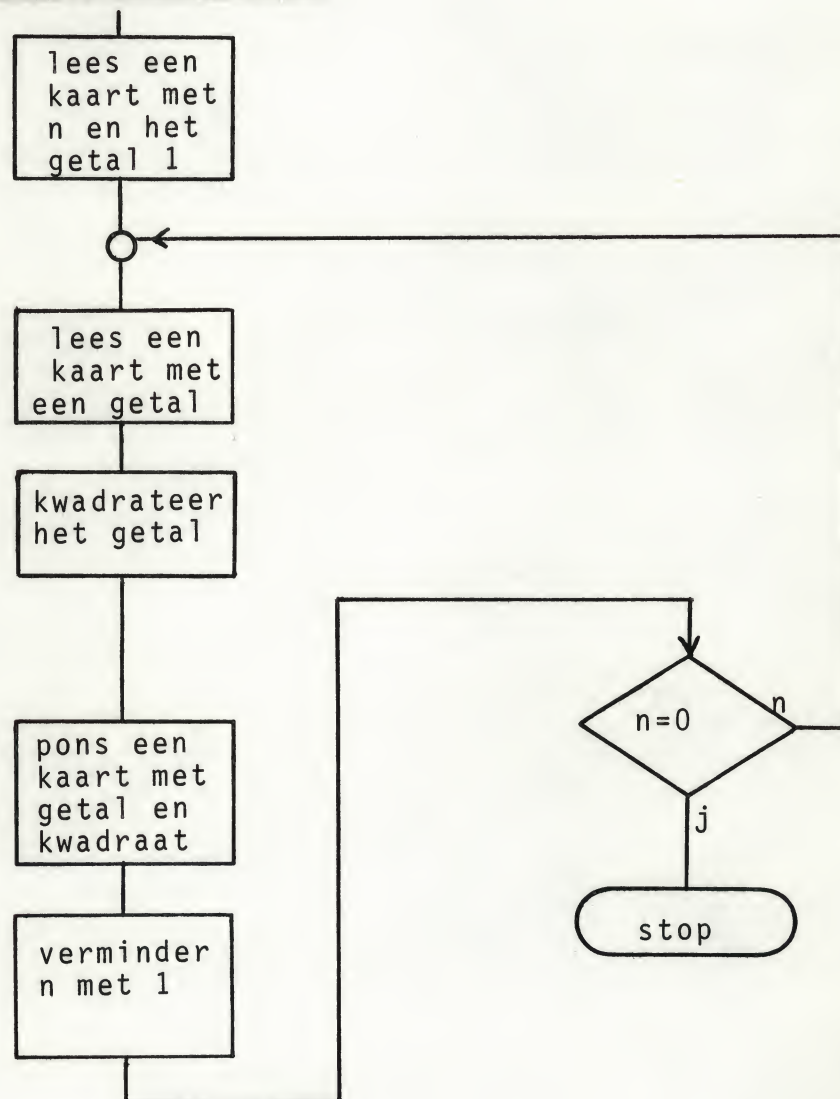 lees een
kaart met
n en het
getal 1
lees een
kaart met
een getal
kwadrateer
het getal
pons een
kaart met
getal en
kwadraat
verminder
n met 1
n=0
n
j
stop